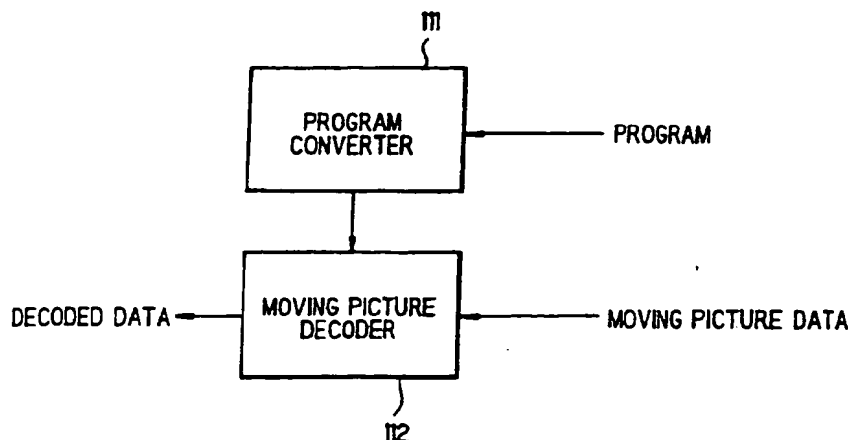 111
PROGRAM
CONVERTER
PROGRAM
DECODED DATA
MOVING PICTURE
DECODER
MOVING PICTURE DATA
112